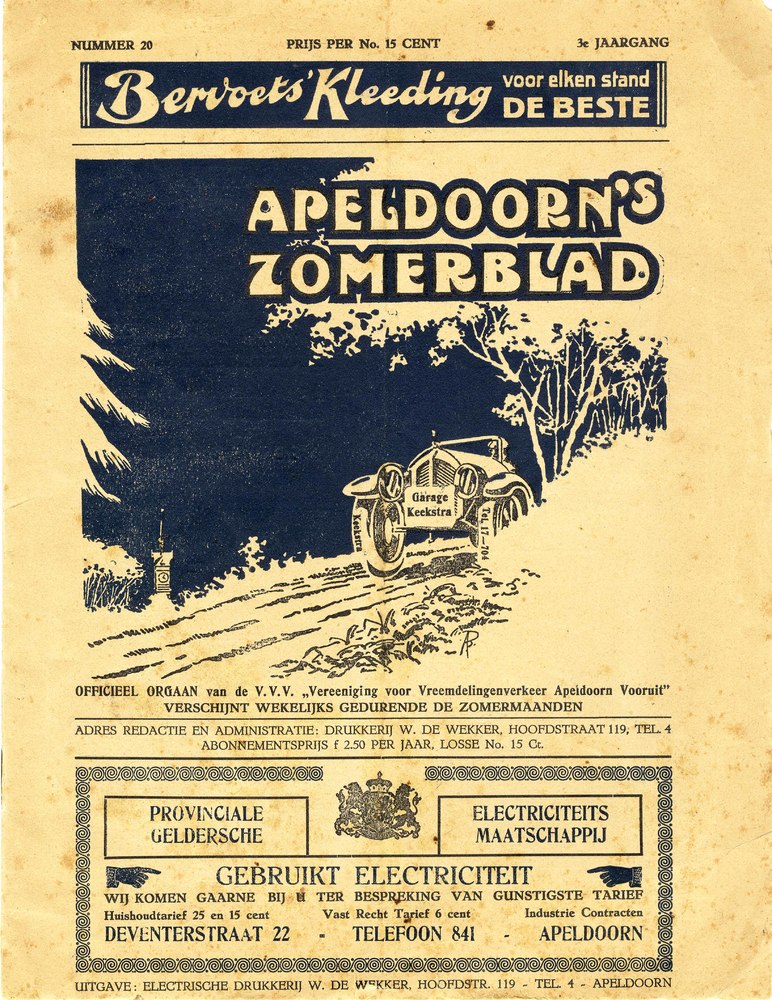 NUMMER 20 PRIJS PER No. 15 CENT 3e JAARGANG
Bervoets' Kleeding voor elken stand
DE BESTE
APELDOORN'S
ZOMERBLAD
Garage
Keekstra
Keekstra
Tel. 17-704
OFFICIEEL ORGAAN van de V.V.V. „Vereeniging voor Vreemdelingenverkeer Apeldoorn Vooruit"
VERSCHIJNT WEKELIJKS GEDURENDE DE ZOMERMAANDEN
ADRES REDACTIE EN ADMINISTRATIE: DRUKKERIJ W. DE WEKKER, HOOFDSTRAAT 119, TEL. 4
ABONNEMENTSPRIJS f 2.50 PER JAAR, LOSSE No. 15 Ct.
PROVINCIALE
GELDERSCHE
ELECTRICITEITS
MAATSCHAPPIJ
GEBRUIKT ELECTRICITEIT
WIJ KOMEN GAARNE BIJ U TER BESPREKING VAN GUNSTIGSTE TARIEF
Huishoudtarief 25 en 15 cent Vast Recht Tarief 6 cent Industrie Contracten
DEVENTERSTRAAT 22 - TELEFOON 841 - APELDOORN
UITGAVE: ELECTRISCHE DRUKKERIJ W. DE WEKKER, HOOFDSTR. 119 - TEL. 4 - APELDOORN